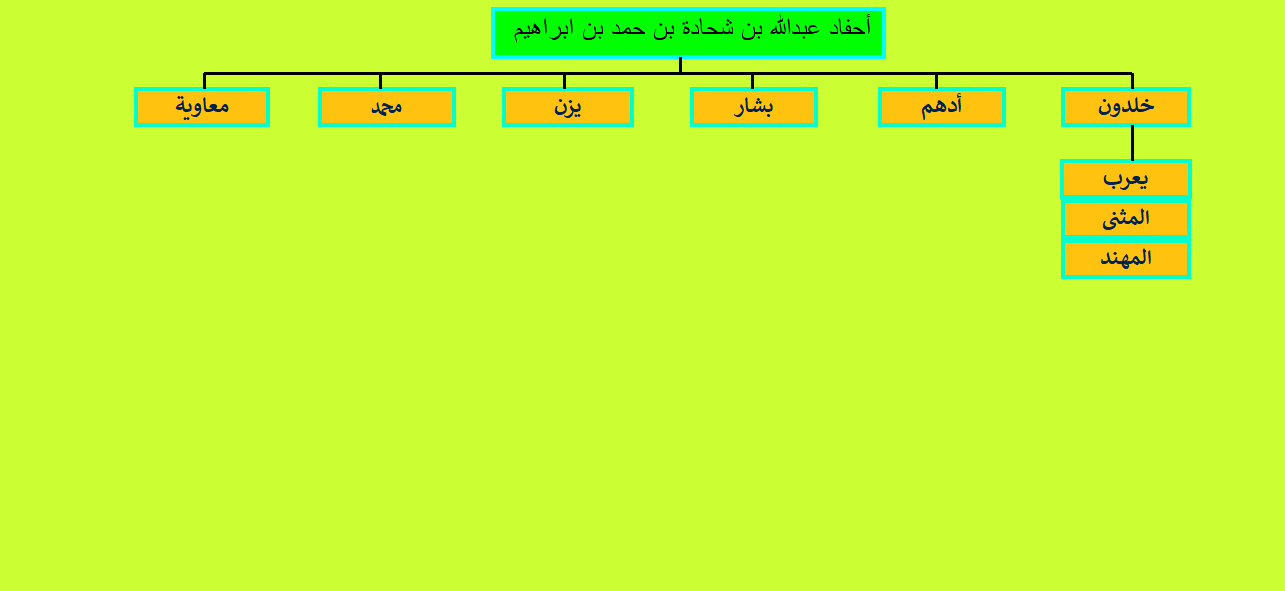 أحفاد عبدالله بن شحادة بن حمد بن ابراهيم
خلدون
أدهم
بشار
يزن
محمد
معاوية
يعرب
المثنى
المهند